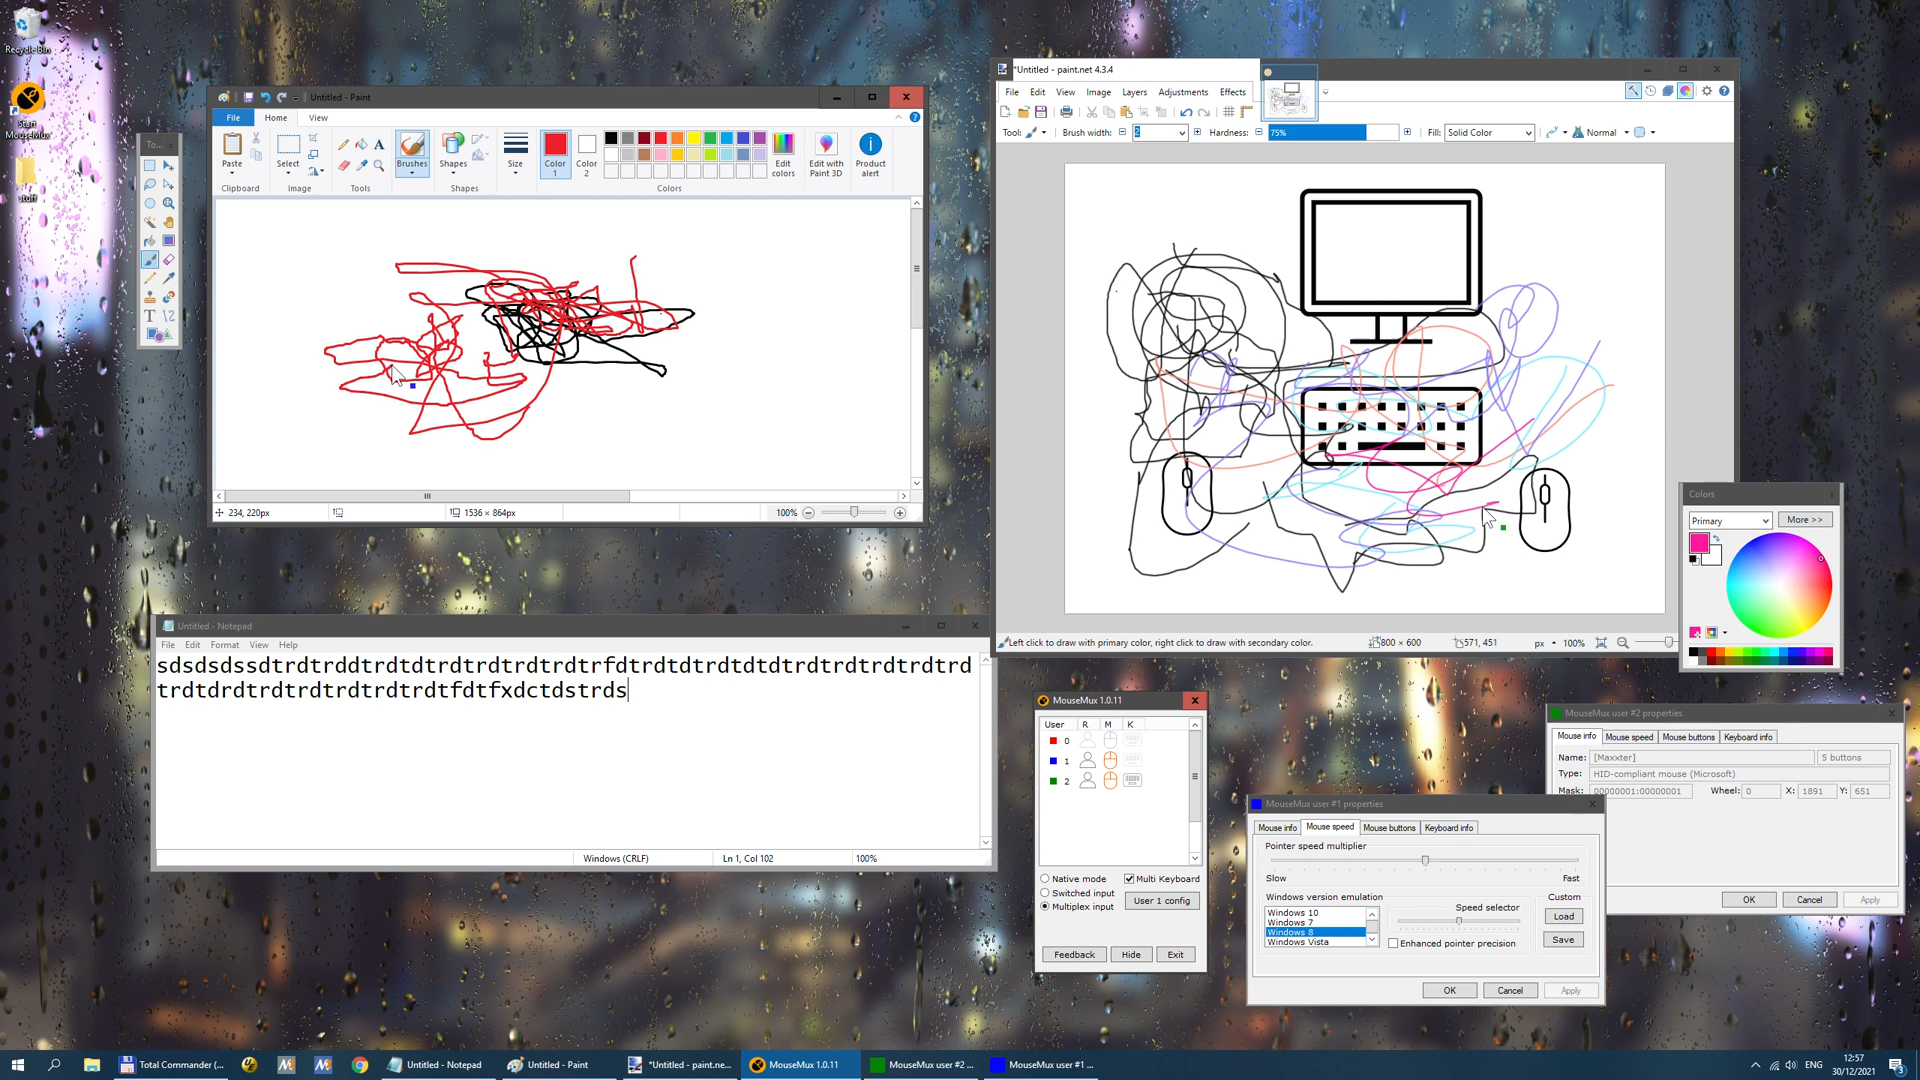 Recycle Bin
Start
MouseMux
stuff
To...
Untitled - Paint
File
Home
View
Paste
Select
Brushes
Shapes
Size
Color
1
Color
2
Edit
colors
Edit with
Paint 3D
Product
alert
Clipboard
Image
Tools
Shapes
Colors
234, 220px
1536 × 864px
100%
*Untitled - paint.net 4.3.4
File
Edit
View
Image
Layers
Adjustments
Effects
Tool:
Brush width:
2
Hardness:
75%
Fill:
Solid Color
Normal
Left click to draw with primary color, right click to draw with secondary color.
800 × 600
571, 451
px
100%
Colors
Primary
More >>
Untitled - Notepad
File
Edit
Format
View
Help
sdsdsdssdtrdtrddtrdtdtrdtrdtrdtrdtrfdtrdtdtrdtdtdtrdtrdtrdtrdtrd
trdtdrdtrdtrdtrdtrdtrdtfdtfxdctdstrds
Windows (CRLF)
Ln 1, Col 102
100%
MouseMux 1.0.11
User R M K
0
1
2
Native mode
Multi Keyboard
Switched input
Multiplex input
User 1 config
Feedback
Hide
Exit
MouseMux user #2 properties
Mouse info
Mouse speed
Mouse buttons
Keyboard info
Name: [Maxxter] 5 buttons
Type: HID-compliant mouse (Microsoft)
Mask: 00000001:00000001 Wheel: 0 X: 1891 Y: 651
OK
Cancel
Apply
MouseMux user #1 properties
Mouse info
Mouse speed
Mouse buttons
Keyboard info
Pointer speed multiplier
Slow
Fast
Windows version emulation
Windows 10
Windows 7
Windows 8
Windows Vista
Speed selector
Enhanced pointer precision
Custom
Load
Save
OK
Cancel
Apply
Total Commander (...
Untitled - Notepad
Untitled - Paint
*Untitled - paint.ne...
MouseMux 1.0.11
MouseMux user #2 ...
MouseMux user #1 ...
ENG
12:57
30/12/2021
3